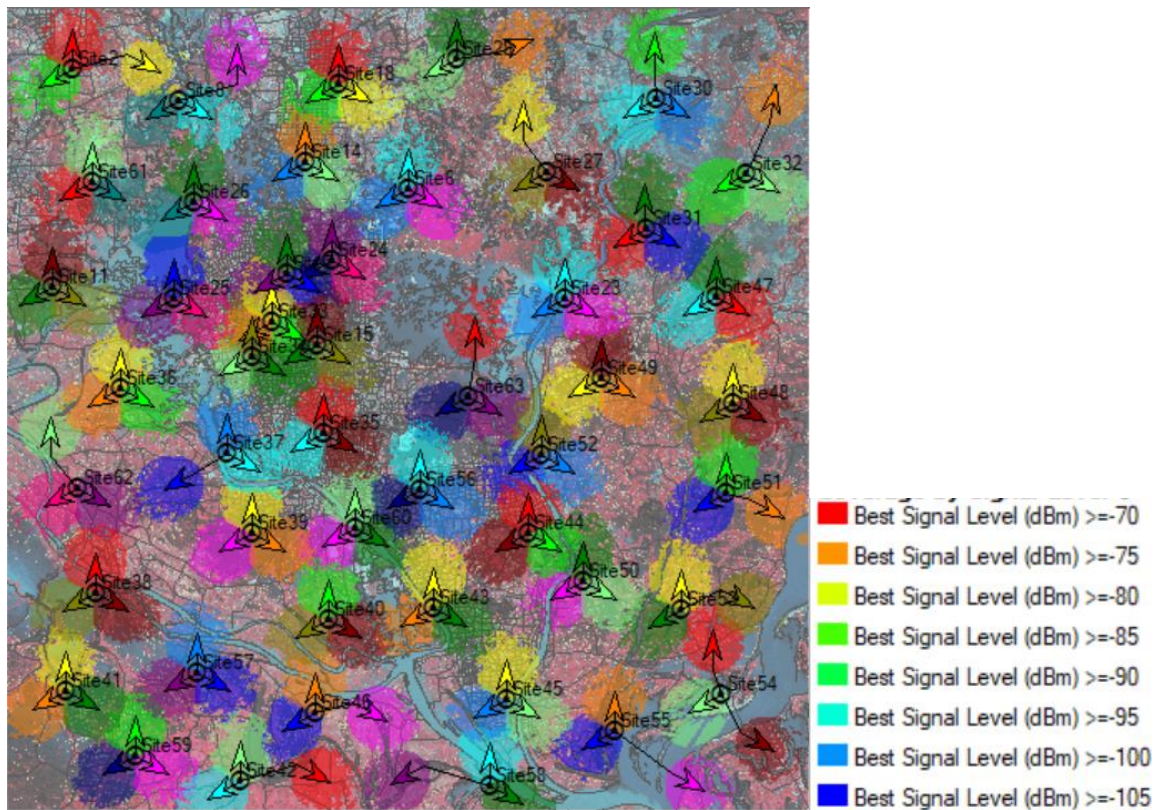 Site2
Site8
Site18
Site28
Site30
Site14
Site27
Site32
Site61
Site26
Site6
Site31
Site24
Site11
Site25
Site23
Site47
Site33
Site15
Site36
Site49
Site63
Site48
Site37
Site35
Site52
Site62
Site56
Site51
Site39
Site60
Site44
Site38
Site50
Site40
Site43
Site57
Site41
Site46
Site45
Site54
Site59
Site55
Site42
Site58
Best Signal Level (dBm) >=-70
Best Signal Level (dBm) >=-75
Best Signal Level (dBm) >=-80
Best Signal Level (dBm) >=-85
Best Signal Level (dBm) >=-90
Best Signal Level (dBm) >=-95
Best Signal Level (dBm) >=-100
Best Signal Level (dBm) >=-105